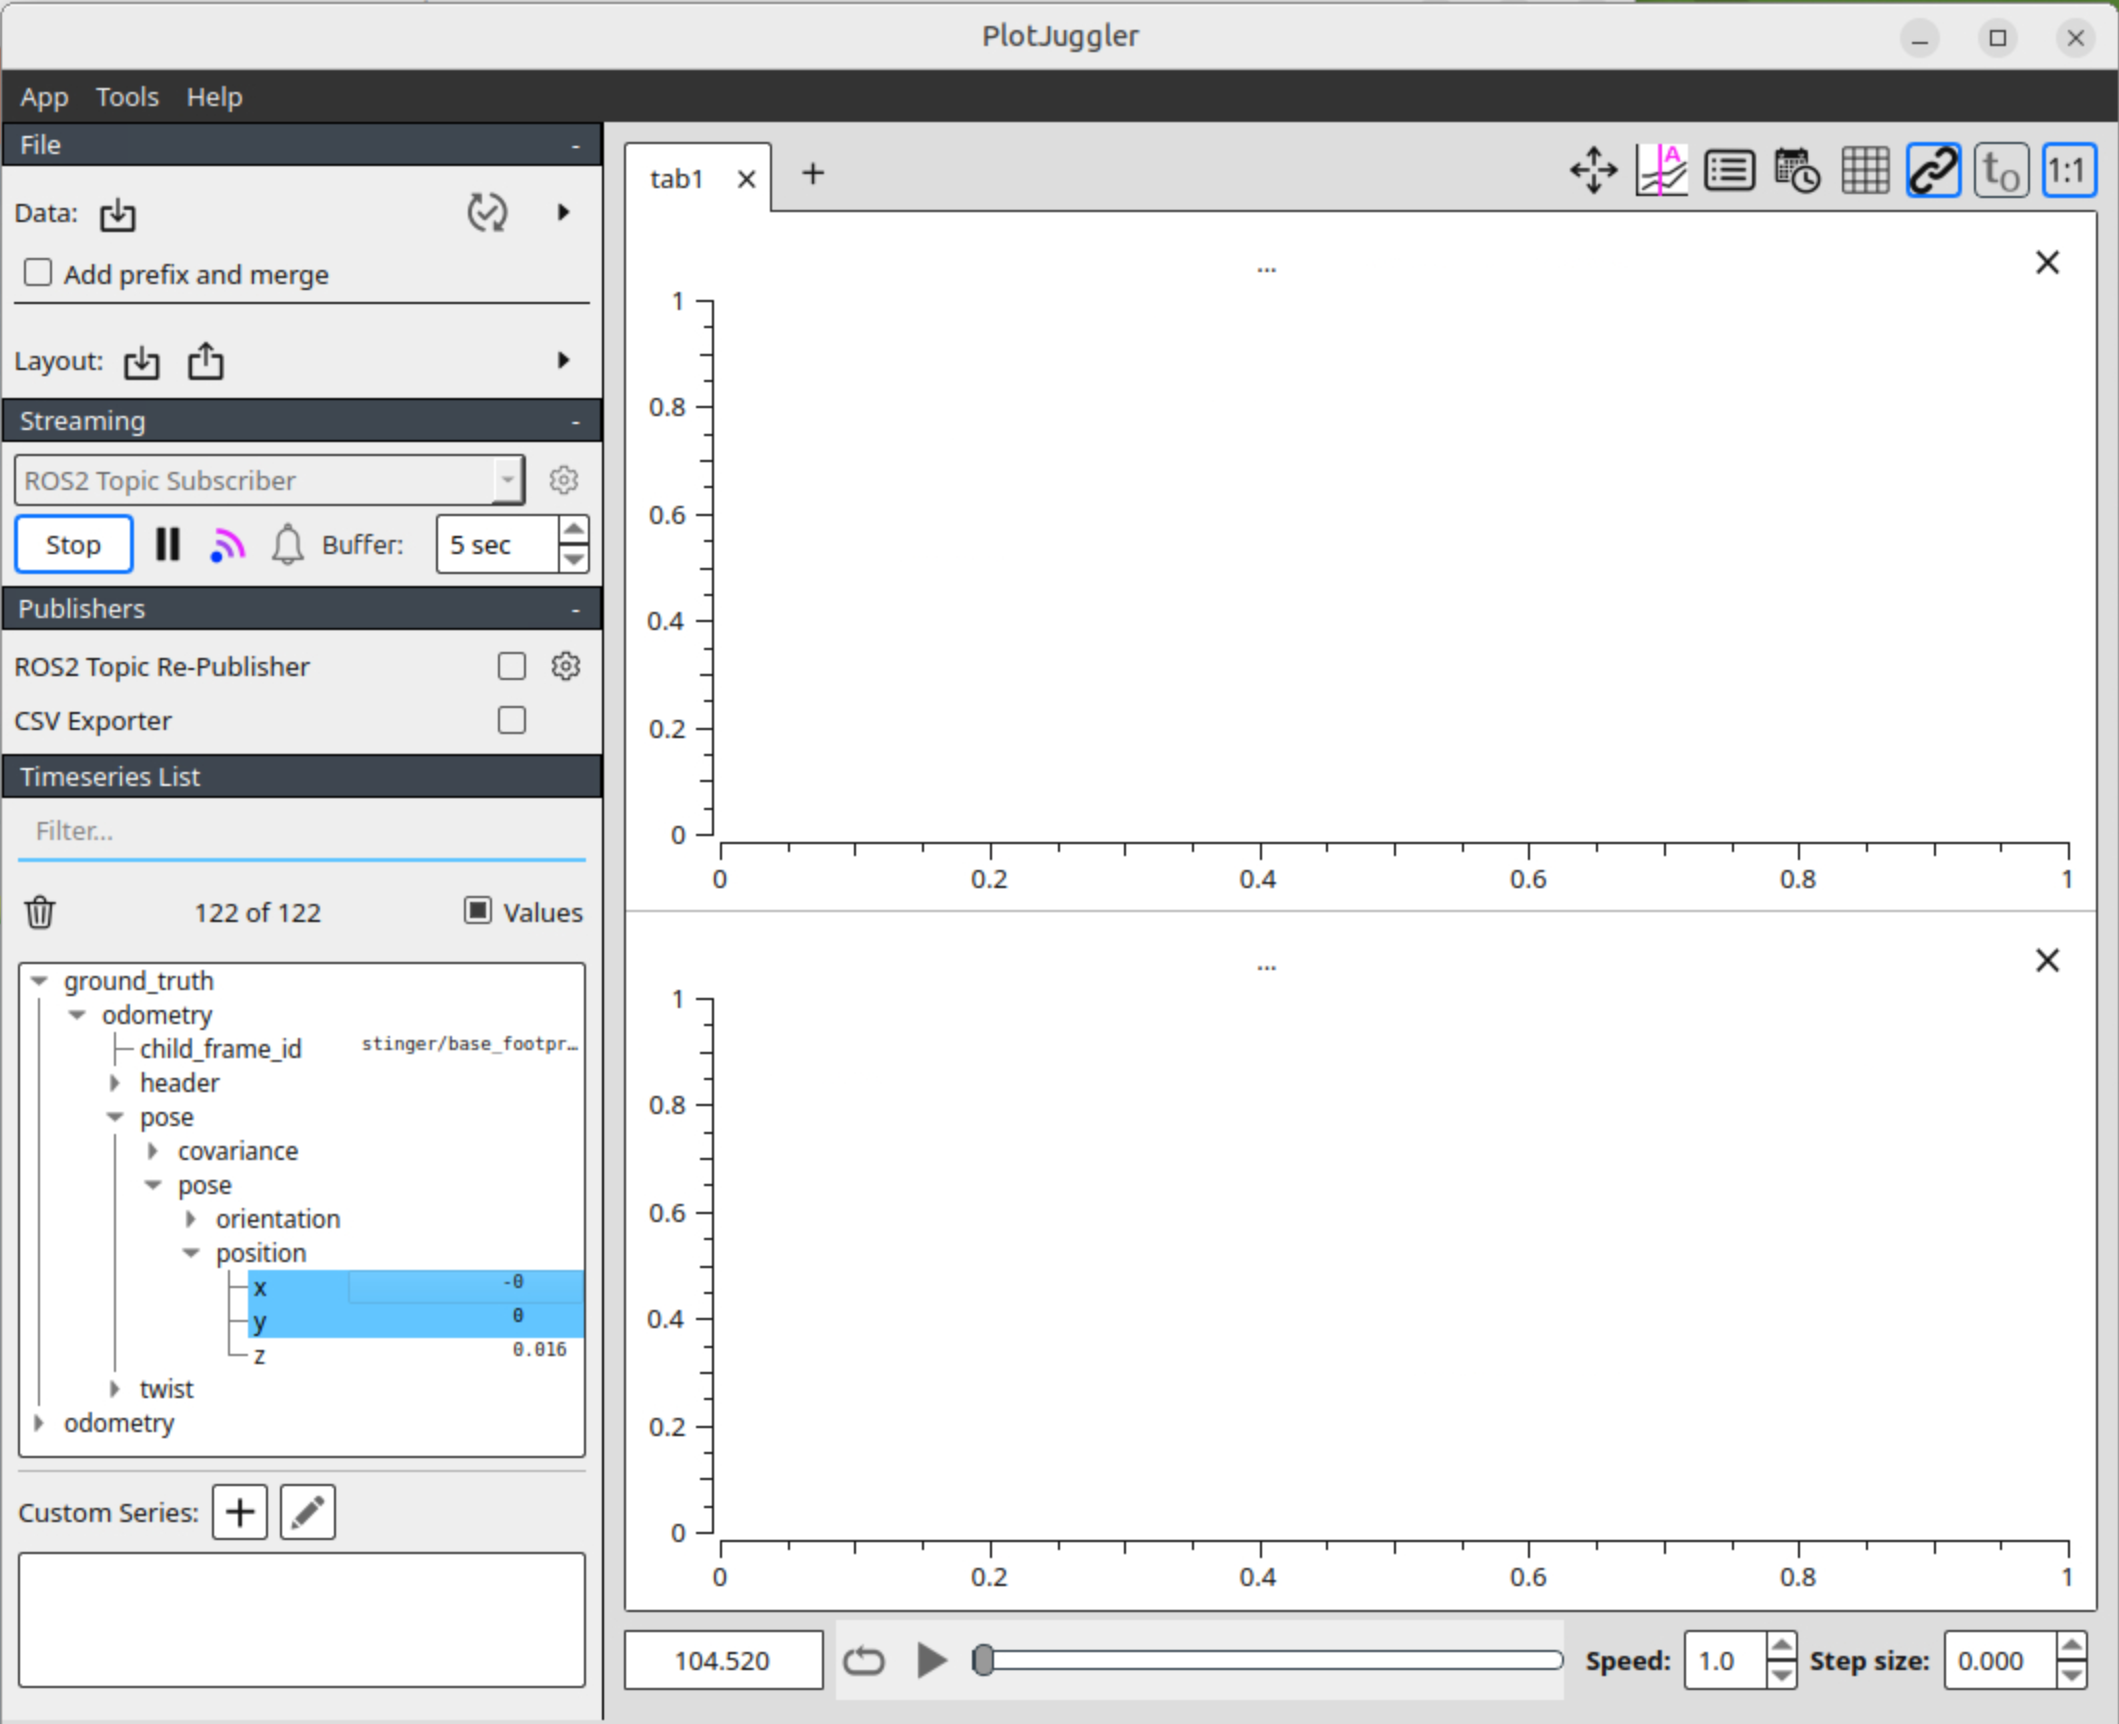 PlotJuggler
App Tools Help
File -
Data:
Add prefix and merge
Layout:
Streaming -
ROS2 Topic Subscriber
Stop Buffer: 5 sec
Publishers -
ROS2 Topic Re-Publisher
CSV Exporter
Timeseries List
Filter...
122 of 122 Values
ground_truth
odometry
child_frame_id stinger/base_footpr…
header
pose
covariance
pose
orientation
position
x -0
y 0
z 0.016
twist
odometry
Custom Series:
tab1
A
t0
1:1
...
1
0.8
0.6
0.4
0.2
0
0 0.2 0.4 0.6 0.8 1
...
1
0.8
0.6
0.4
0.2
0
0 0.2 0.4 0.6 0.8 1
104.520 Speed: 1.0 Step size: 0.000